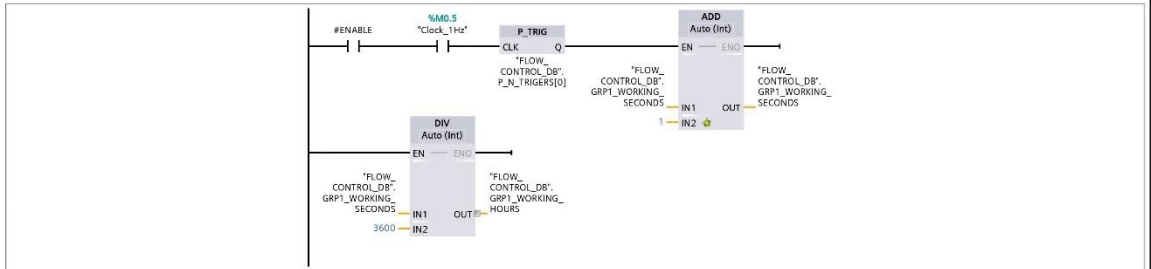 #ENABLE
%M0.5
"Clock_1Hz"
P_TRIG
CLK Q
"FLOW_
CONTROL_DB".
P_N_TRIGERS[0]
ADD
Auto (Int)
EN ENO
"FLOW_
CONTROL_DB".
GRP1_WORKING_
SECONDS IN1
1 IN2
OUT
"FLOW_
CONTROL_DB".
GRP1_WORKING_
SECONDS
DIV
Auto (Int)
EN ENO
"FLOW_
CONTROL_DB".
GRP1_WORKING_
SECONDS IN1
3600 IN2
OUT
"FLOW_
CONTROL_DB".
GRP1_WORKING_
HOURS